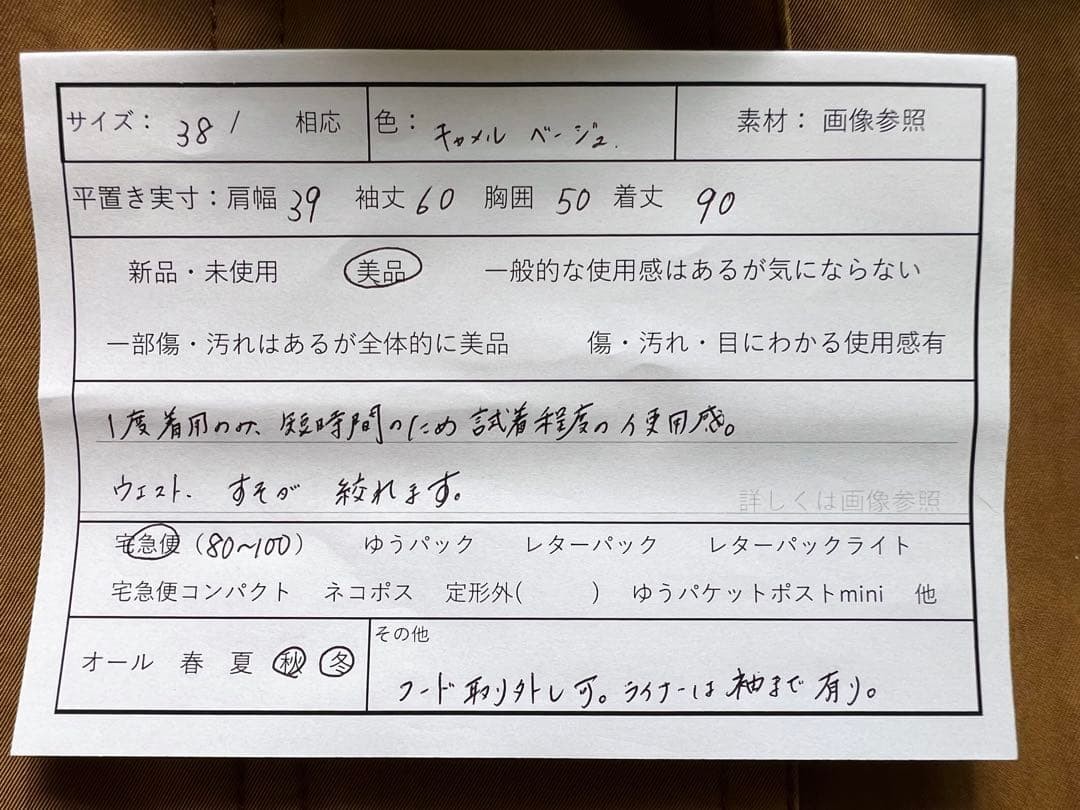 サイズ： 38 / 相応 色： キャメル ベージュ. 素材： 画像参照
平置き実寸：肩幅 39 袖丈 60 胸囲 50 着丈 90
新品・未使用 美品 一般的な使用感はあるが気にならない
一部傷・汚れはあるが全体的に美品 傷・汚れ・目にわかる使用感有
1度着用のみ、短時間のため試着程度の使用感。
ウエスト、すそが 絞れます。
詳しくは画像参照
宅急便（80~100） ゆうパック レターパック レターパックライト
宅急便コンパクト ネコポス 定形外( ) ゆうパケットポストmini 他
オール 春 夏 秋 冬
その他
フード取り外し可。ライナーは袖まで有り。